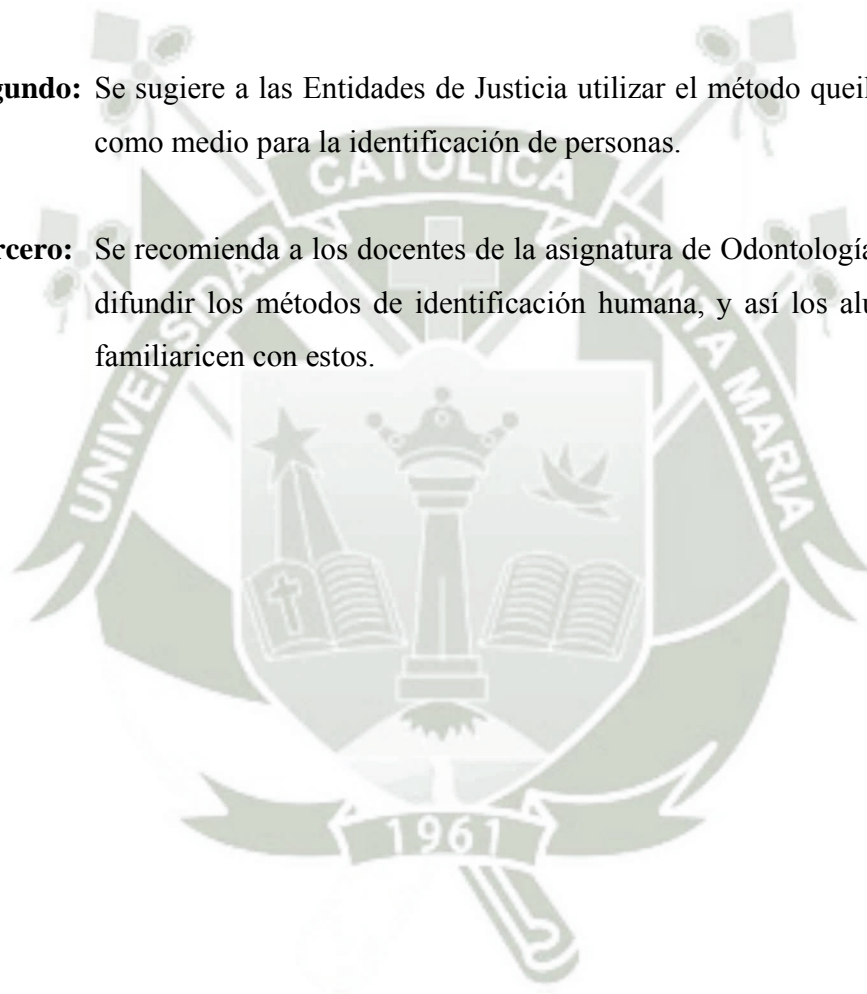 gundo: Se sugiere a las Entidades de Justicia utilizar el método queil
como medio para la identificación de personas.
rcero: Se recomienda a los docentes de la asignatura de Odontología
difundir los métodos de identificación humana, y así los alu
familiaricen con estos.
UNIVERSIDAD CATOLICA SANTA MARIA
1961